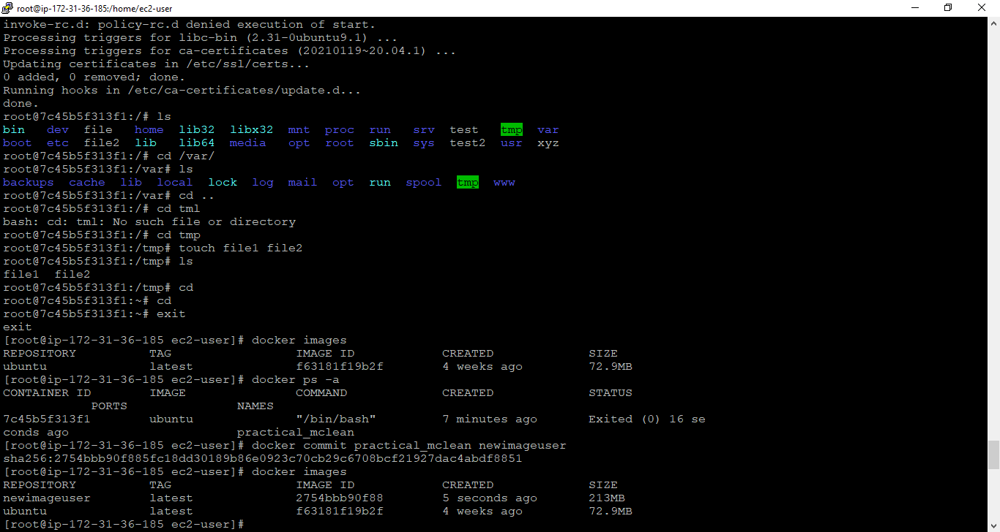 root@ip-172-31-36-185:/home/ec2-user
invoke-rc.d: policy-rc.d denied execution of start.
Processing triggers for libc-bin (2.31-0ubuntu9.1) ...
Processing triggers for ca-certificates (20210119~20.04.1) ...
Updating certificates in /etc/ssl/certs...
0 added, 0 removed; done.
Running hooks in /etc/ca-certificates/update.d...
done.
root@7c45b5f313f1:/# ls
bin   dev  file   home  lib32  libx32  mnt  proc  run   srv  test   tmp  var
boot  etc  file2  lib   lib64  media   opt  root  sbin  sys  test2  usr  xyz
root@7c45b5f313f1:/# cd /var/
root@7c45b5f313f1:/var# ls
backups  cache  lib  local  lock  log  mail  opt  run  spool  tmp  www
root@7c45b5f313f1:/var# cd ..
root@7c45b5f313f1:/# cd tml
bash: cd: tml: No such file or directory
root@7c45b5f313f1:/# cd tmp
root@7c45b5f313f1:/tmp# touch file1 file2
root@7c45b5f313f1:/tmp# ls
file1  file2
root@7c45b5f313f1:/tmp# cd
root@7c45b5f313f1:~# cd
root@7c45b5f313f1:~# exit
exit
[root@ip-172-31-36-185 ec2-user]# docker images
REPOSITORY          TAG                 IMAGE ID            CREATED             SIZE
ubuntu              latest              f63181f19b2f        4 weeks ago         72.9MB
[root@ip-172-31-36-185 ec2-user]# docker ps -a
CONTAINER ID        IMAGE               COMMAND             CREATED             STATUS
            PORTS               NAMES
7c45b5f313f1        ubuntu              "/bin/bash"         7 minutes ago       Exited (0) 16 se
conds ago                       practical_mclean
[root@ip-172-31-36-185 ec2-user]# docker commit practical_mclean newimageuser
sha256:2754bbb90f885fc18dd30189b86e0923c70cb29c6708bcf21927dac4abdf8851
[root@ip-172-31-36-185 ec2-user]# docker images
REPOSITORY          TAG                 IMAGE ID            CREATED             SIZE
newimageuser        latest              2754bbb90f88        5 seconds ago       213MB
ubuntu              latest              f63181f19b2f        4 weeks ago         72.9MB
[root@ip-172-31-36-185 ec2-user]#